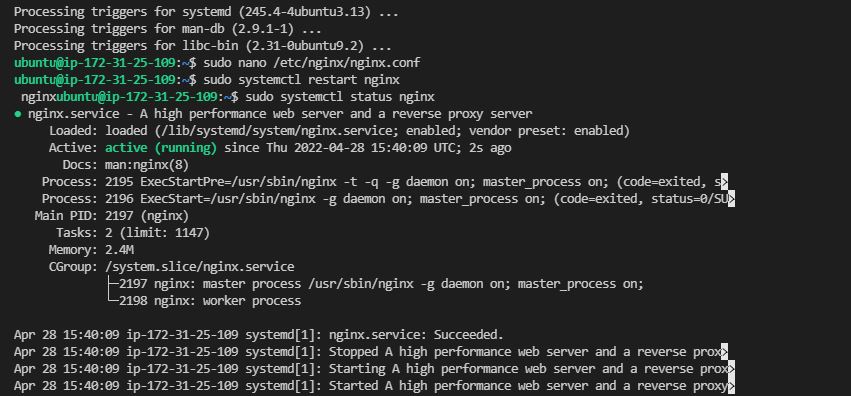 Processing triggers for systemd (245.4-4ubuntu3.13) ...
Processing triggers for man-db (2.9.1-1) ...
Processing triggers for libc-bin (2.31-0ubuntu9.2) ...
ubuntu@ip-172-31-25-109:~$ sudo nano /etc/nginx/nginx.conf
ubuntu@ip-172-31-25-109:~$ sudo systemctl restart nginx
 nginxubuntu@ip-172-31-25-109:~$ sudo systemctl status nginx
● nginx.service - A high performance web server and a reverse proxy server
     Loaded: loaded (/lib/systemd/system/nginx.service; enabled; vendor preset: enabled)
     Active: active (running) since Thu 2022-04-28 15:40:09 UTC; 2s ago
       Docs: man:nginx(8)
    Process: 2195 ExecStartPre=/usr/sbin/nginx -t -q -g daemon on; master_process on; (code=exited, s>
    Process: 2196 ExecStart=/usr/sbin/nginx -g daemon on; master_process on; (code=exited, status=0/SU>
   Main PID: 2197 (nginx)
      Tasks: 2 (limit: 1147)
     Memory: 2.4M
     CGroup: /system.slice/nginx.service
             ├─2197 nginx: master process /usr/sbin/nginx -g daemon on; master_process on;
             └─2198 nginx: worker process
Apr 28 15:40:09 ip-172-31-25-109 systemd[1]: nginx.service: Succeeded.
Apr 28 15:40:09 ip-172-31-25-109 systemd[1]: Stopped A high performance web server and a reverse prox>
Apr 28 15:40:09 ip-172-31-25-109 systemd[1]: Starting A high performance web server and a reverse prox>
Apr 28 15:40:09 ip-172-31-25-109 systemd[1]: Started A high performance web server and a reverse proxy>